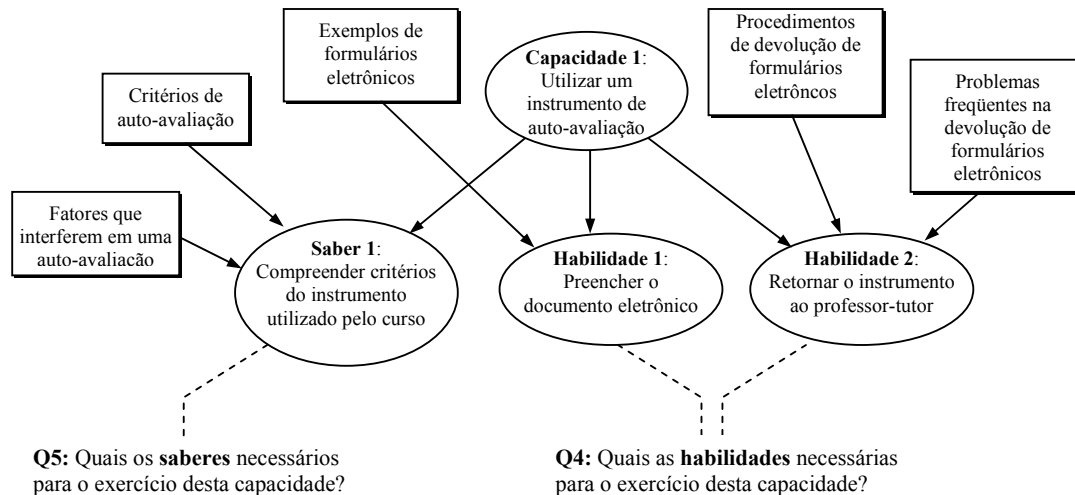 Exemplos de
formulários
eletrônicos
Capacidade 1:
Utilizar um
instrumento de
auto-avaliação
Procedimentos
de devolução de
formulários
eletrôncos
Problemas
freqüentes na
devolução de
formulários
eletrônicos
Critérios de
auto-avaliação
Fatores que
interferem em uma
auto-avaliacão
Saber 1:
Compreender critérios
do instrumento
utilizado pelo curso
Habilidade 1:
Preencher o
documento eletrônico
Habilidade 2:
Retornar o instrumento
ao professor-tutor
Q5: Quais os saberes necessários
para o exercício desta capacidade?
Q4: Quais as habilidades necessárias
para o exercício desta capacidade?